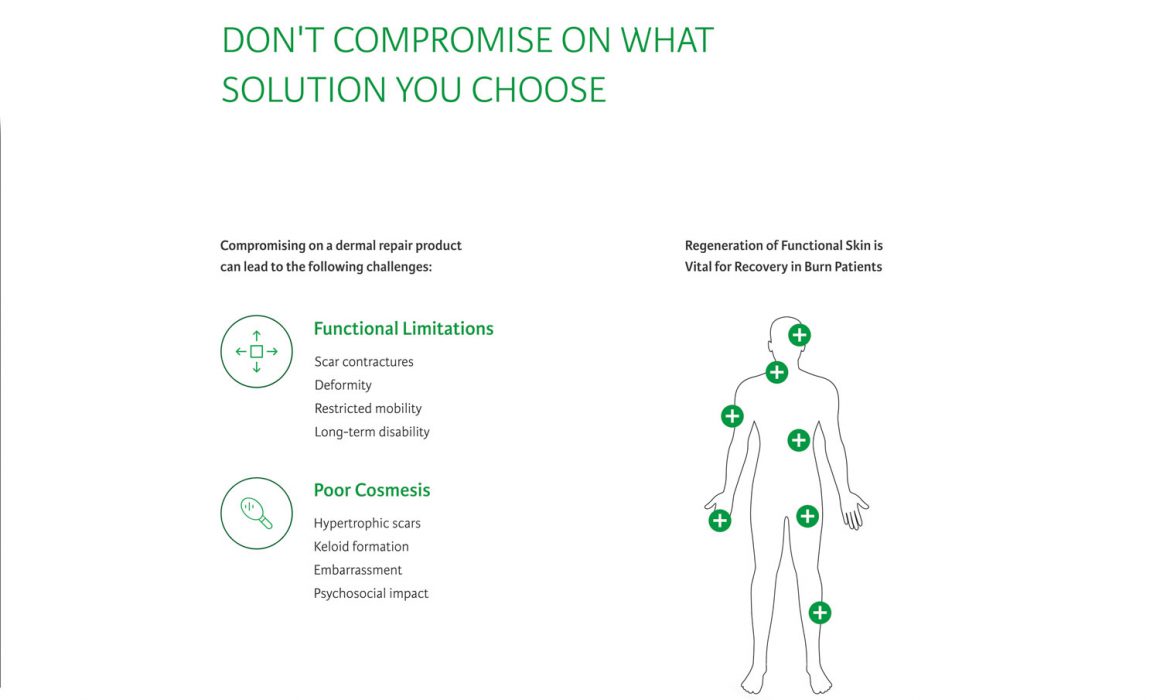 DON'T COMPROMISE ON WHAT
SOLUTION YOU CHOOSE
Compromising on a dermal repair product
can lead to the following challenges:
Functional Limitations
Scar contractures
Deformity
Restricted mobility
Long-term disability
Poor Cosmesis
Hypertrophic scars
Keloid formation
Embarrassment
Psychosocial impact
Regeneration of Functional Skin is
Vital for Recovery in Burn Patients